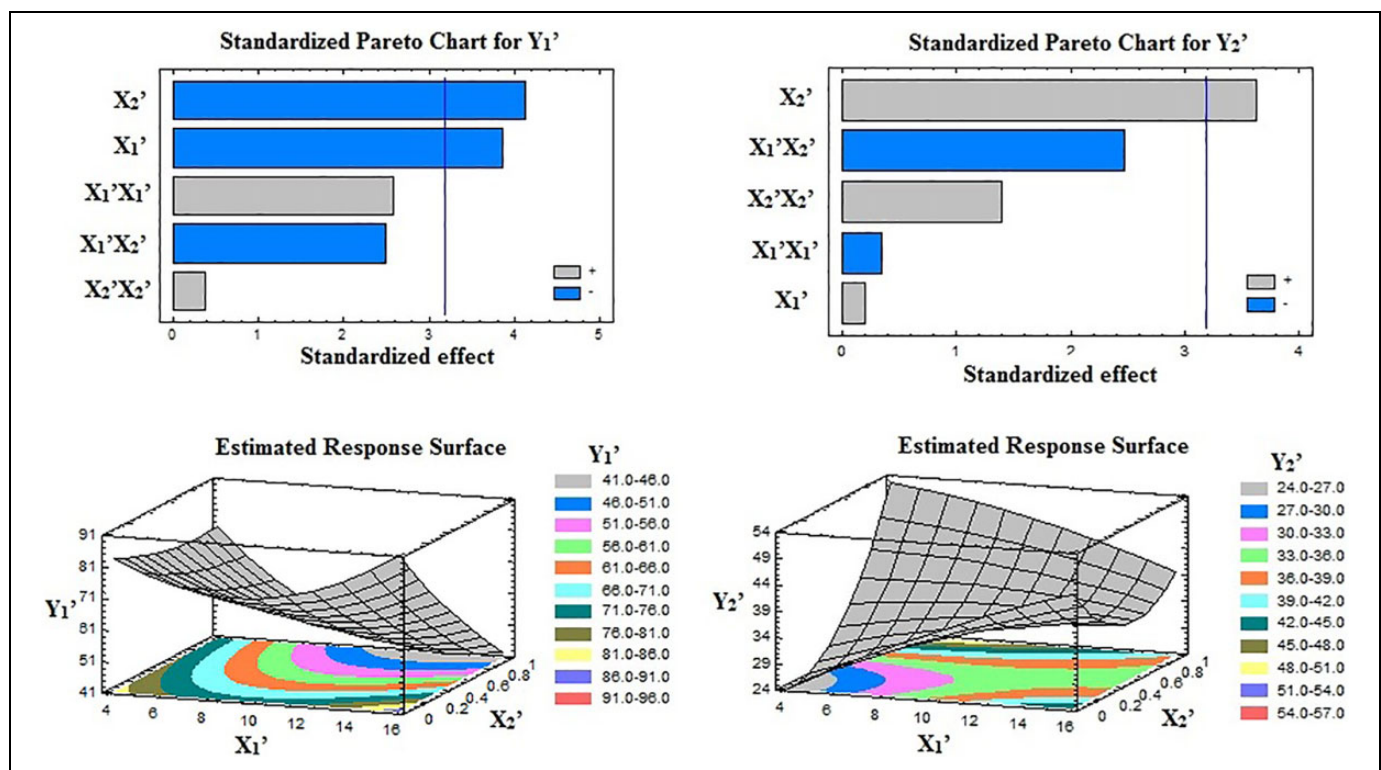 Standardized Pareto Chart for Y₁’
X₂’
X₁’
X₁’X₁’
X₁’X₂’
X₂’X₂’
+
-
0 1 2 3 4 5
Standardized effect
Standardized Pareto Chart for Y₂’
X₂’
X₁’X₂’
X₂’X₂’
X₁’X₁’
X₁’
+
-
0 1 2 3 4
Standardized effect
Estimated Response Surface
Y₁’
41.0-46.0
46.0-51.0
51.0-56.0
56.0-61.0
61.0-66.0
66.0-71.0
71.0-76.0
76.0-81.0
81.0-86.0
86.0-91.0
91.0-96.0
91
81
71
81
51
41
Y₁’
4 6 8 10 12 14 16
X₁’
0 0.2 0.4 0.6 0.8 1
X₂’
Estimated Response Surface
Y₂’
24.0-27.0
27.0-30.0
30.0-33.0
33.0-36.0
36.0-39.0
39.0-42.0
42.0-45.0
45.0-48.0
48.0-51.0
51.0-54.0
54.0-57.0
54
49
44
39
34
29
24
Y₂’
4 6 8 10 12 14 16
X₁’
0 0.2 0.4 0.6 0.8 1
X₂’